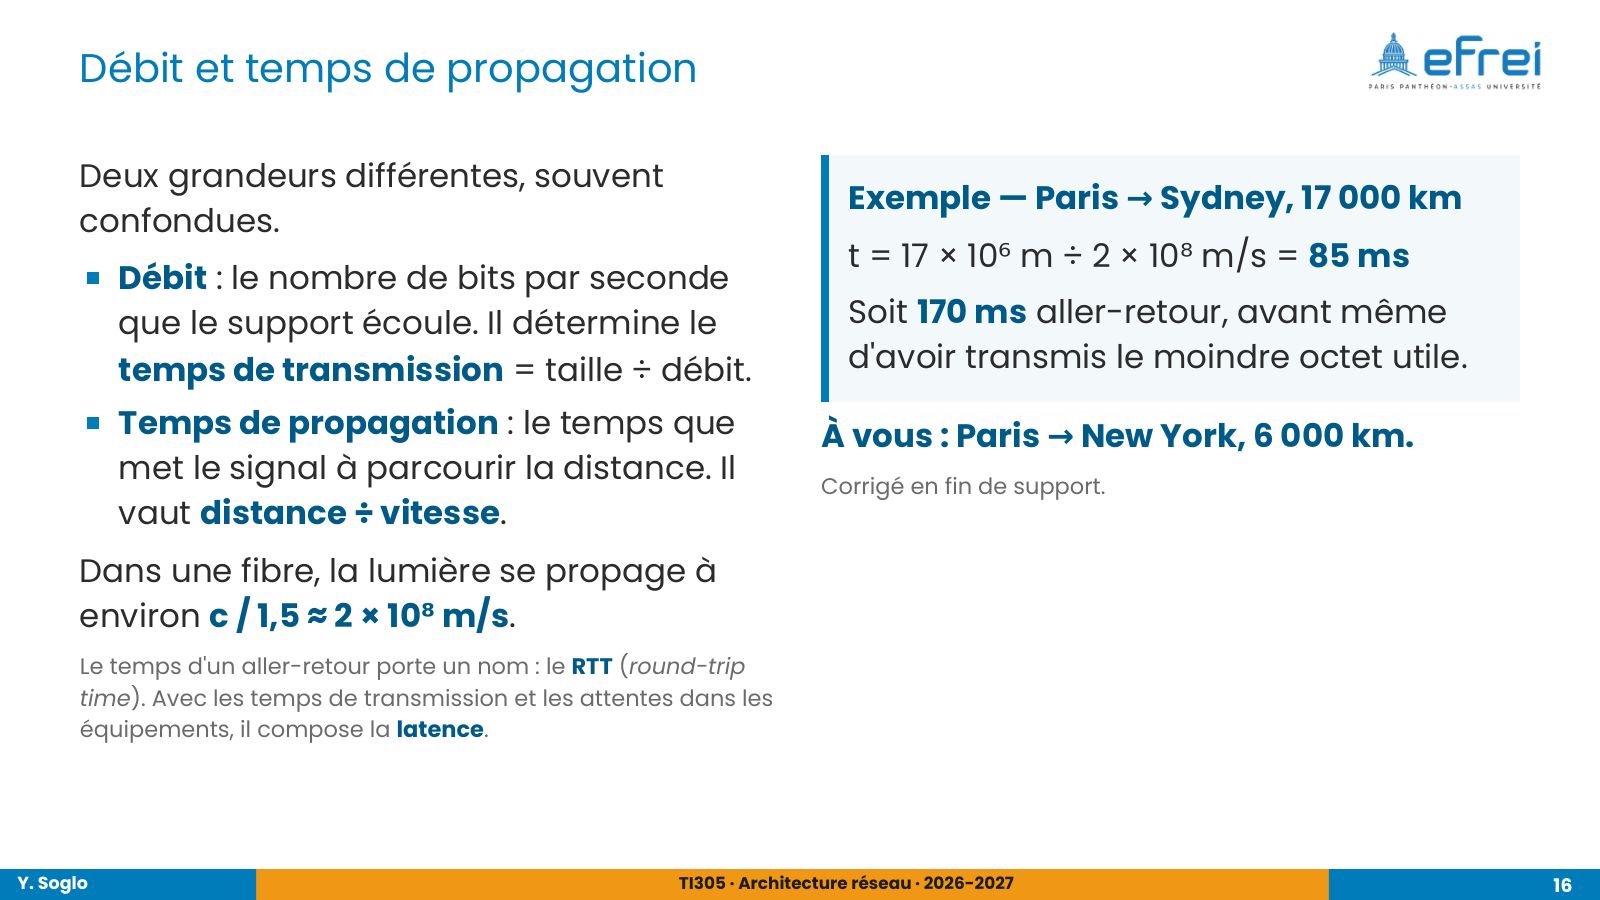 Débit et temps de propagation
efrei
PARIS PANTHÉON-ASSAS UNIVERSITÉ
Deux grandeurs différentes, souvent
confondues.
Débit : le nombre de bits par seconde
que le support écoule. Il détermine le
temps de transmission = taille ÷ débit.
Temps de propagation : le temps que
met le signal à parcourir la distance. Il
vaut distance ÷ vitesse.
Dans une fibre, la lumière se propage à
environ c / 1,5 ≈ 2 × 10⁸ m/s.
Le temps d'un aller-retour porte un nom : le RTT (round-trip
time). Avec les temps de transmission et les attentes dans les
équipements, il compose la latence.
Exemple — Paris → Sydney, 17 000 km
t = 17 × 10⁶ m ÷ 2 × 10⁸ m/s = 85 ms
Soit 170 ms aller-retour, avant même
d'avoir transmis le moindre octet utile.
À vous : Paris → New York, 6 000 km.
Corrigé en fin de support.
Y. Soglo
TI305 · Architecture réseau · 2026-2027
16